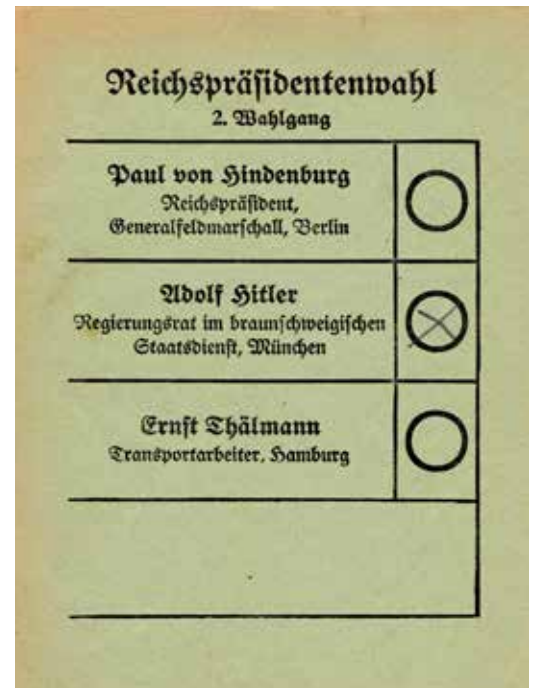 Reichspräsidentenwahl
2. Wahlgang
Paul von Hindenburg
Reichspräsident,
Generalfeldmarschall, Berlin
Adolf Hitler
Regierungsrat im braunschweigischen
Staatsdienst, München
Ernst Thälmann
Transportarbeiter, Hamburg